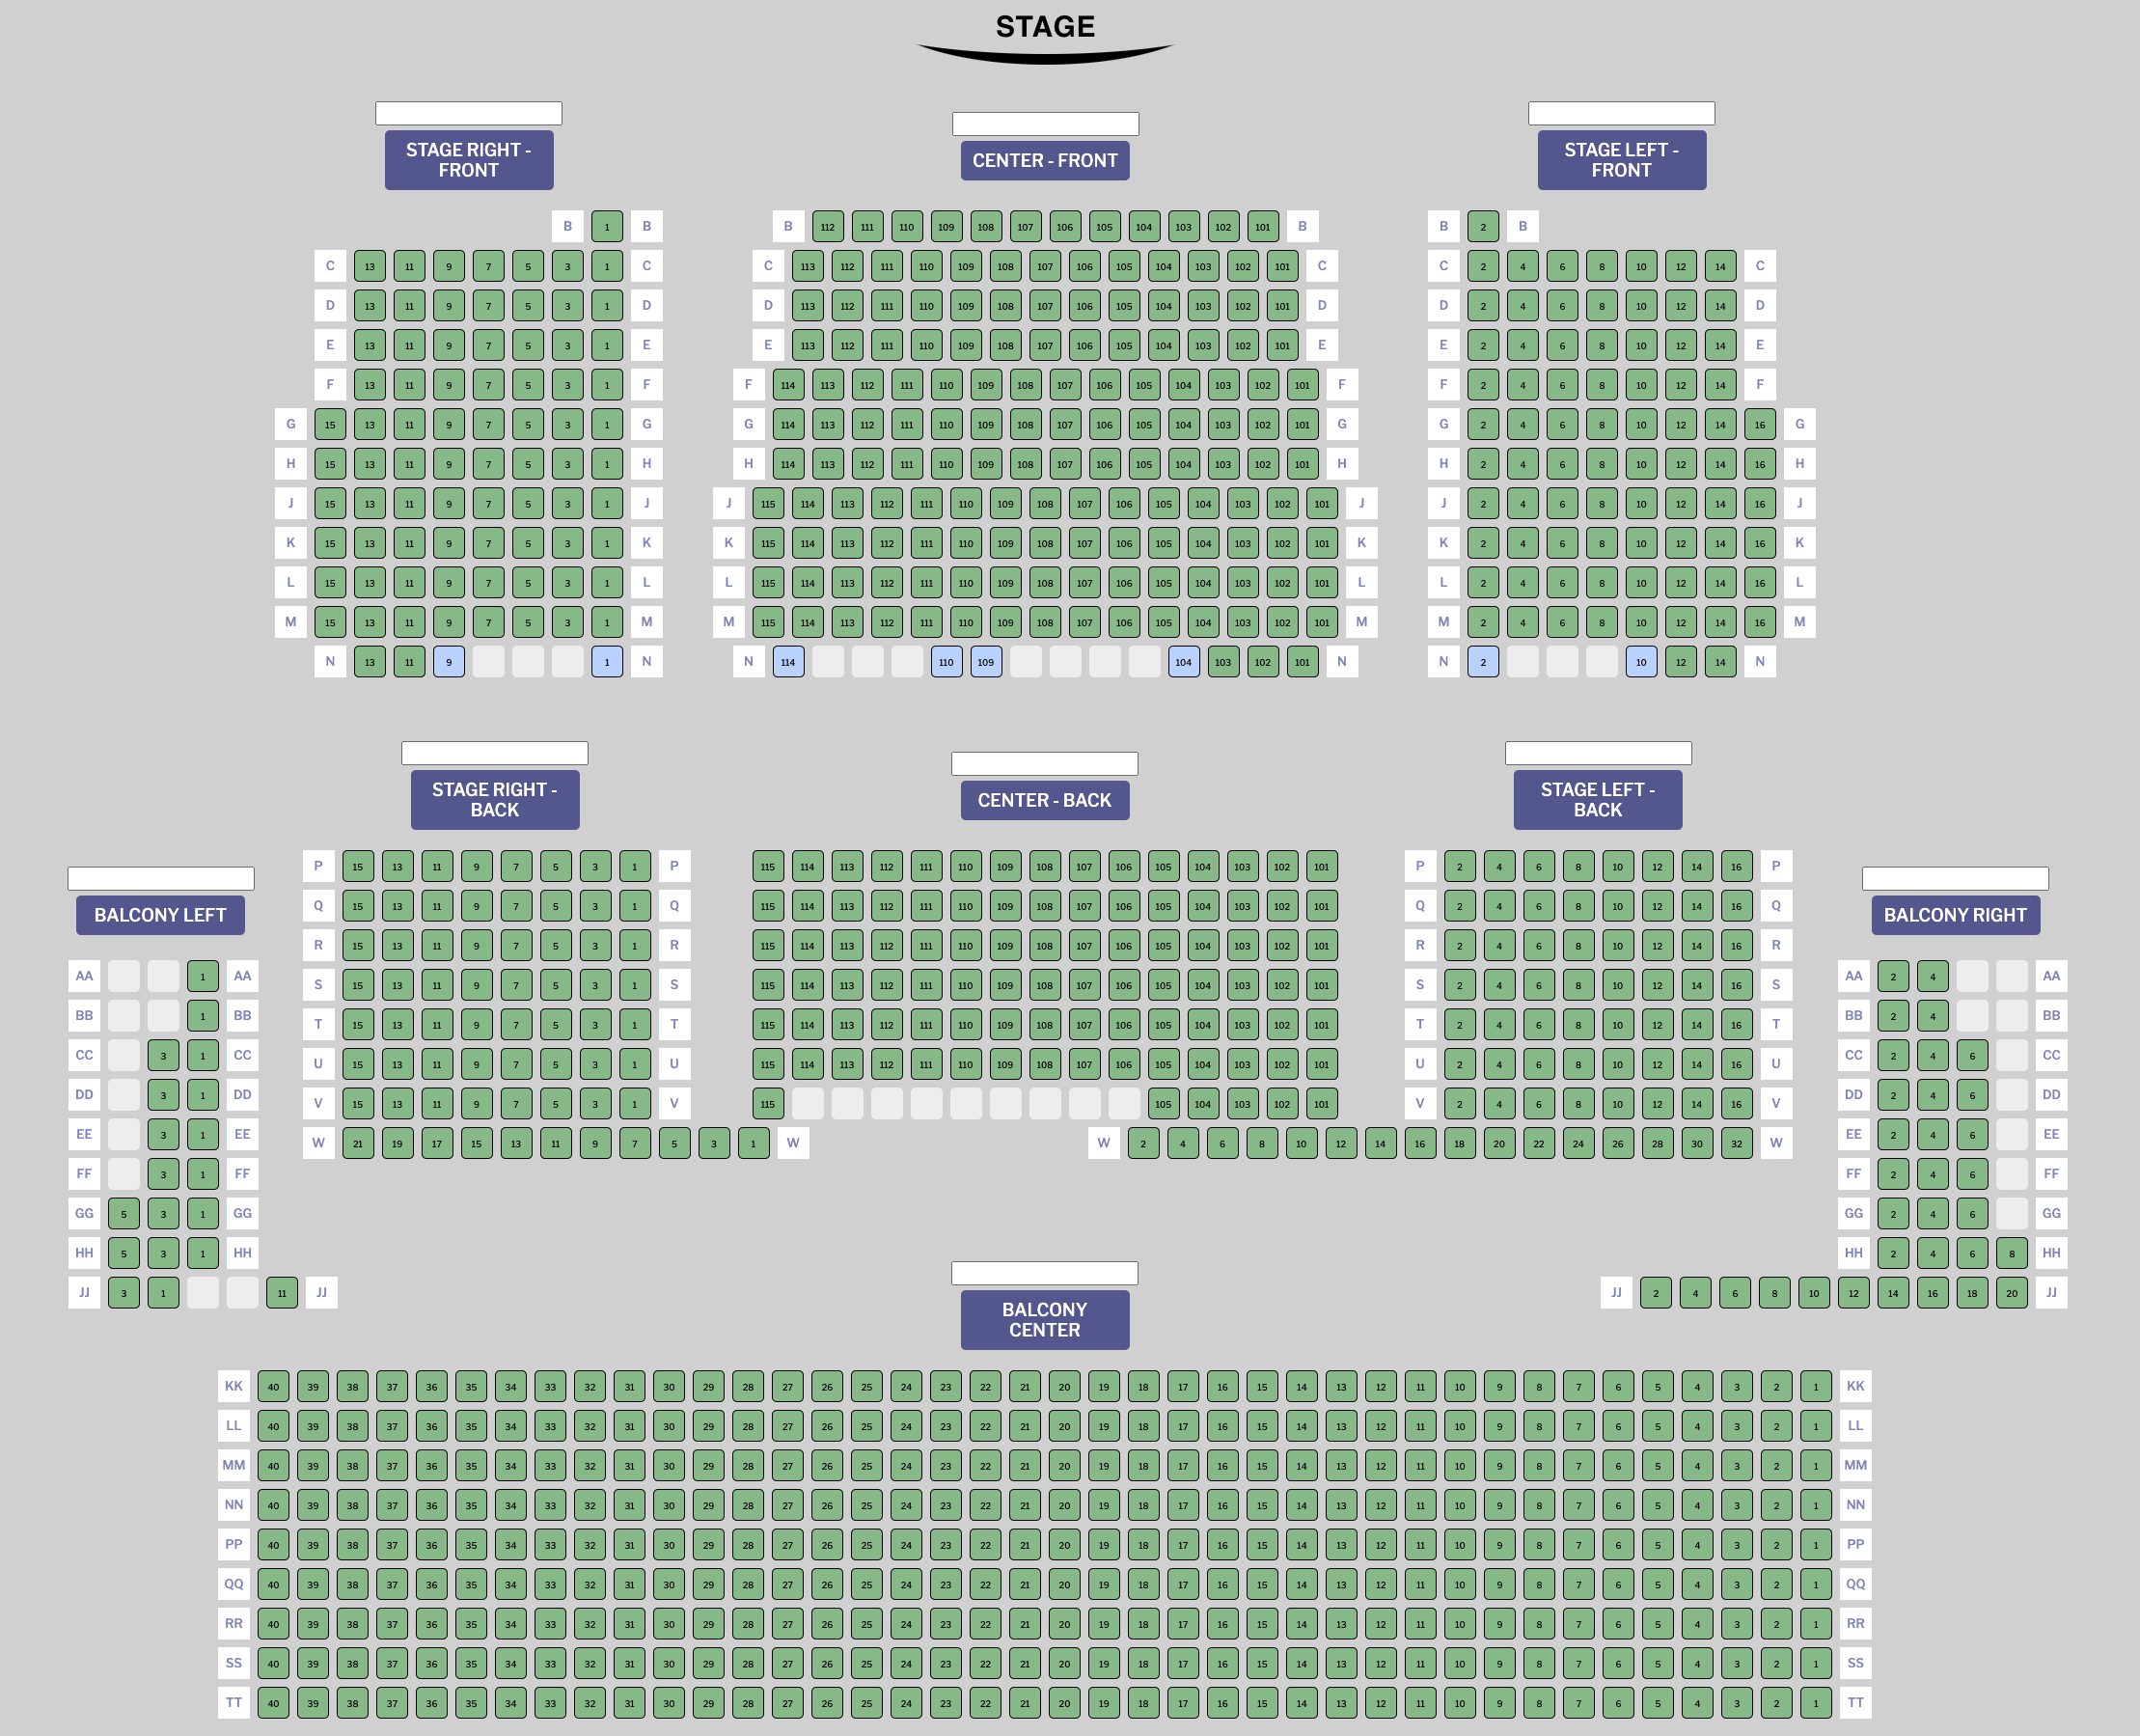 STAGE
STAGE RIGHT -
FRONT
CENTER - FRONT
STAGE LEFT -
FRONT
B 1 B
C 13 11 9 7 5 3 1 C
D 13 11 9 7 5 3 1 D
E 13 11 9 7 5 3 1 E
F 13 11 9 7 5 3 1 F
G 15 13 11 9 7 5 3 1 G
H 15 13 11 9 7 5 3 1 H
J 15 13 11 9 7 5 3 1 J
K 15 13 11 9 7 5 3 1 K
L 15 13 11 9 7 5 3 1 L
M 15 13 11 9 7 5 3 1 M
N 13 11 9 1 N
B 112 111 110 109 108 107 106 105 104 103 102 101 B
C 113 112 111 110 109 108 107 106 105 104 103 102 101 C
D 113 112 111 110 109 108 107 106 105 104 103 102 101 D
E 113 112 111 110 109 108 107 106 105 104 103 102 101 E
F 114 113 112 111 110 109 108 107 106 105 104 103 102 101 F
G 114 113 112 111 110 109 108 107 106 105 104 103 102 101 G
H 114 113 112 111 110 109 108 107 106 105 104 103 102 101 H
J 115 114 113 112 111 110 109 108 107 106 105 104 103 102 101 J
K 115 114 113 112 111 110 109 108 107 106 105 104 103 102 101 K
L 115 114 113 112 111 110 109 108 107 106 105 104 103 102 101 L
M 115 114 113 112 111 110 109 108 107 106 105 104 103 102 101 M
N 114 110 109 104 103 102 101 N
B 2 B
C 2 4 6 8 10 12 14 C
D 2 4 6 8 10 12 14 D
E 2 4 6 8 10 12 14 E
F 2 4 6 8 10 12 14 F
G 2 4 6 8 10 12 14 16 G
H 2 4 6 8 10 12 14 16 H
J 2 4 6 8 10 12 14 16 J
K 2 4 6 8 10 12 14 16 K
L 2 4 6 8 10 12 14 16 L
M 2 4 6 8 10 12 14 16 M
N 2 10 12 14 N
STAGE RIGHT -
BACK
CENTER - BACK
STAGE LEFT -
BACK
BALCONY LEFT
BALCONY RIGHT
AA 1 AA
BB 1 BB
CC 3 1 CC
DD 3 1 DD
EE 3 1 EE
FF 3 1 FF
GG 5 3 1 GG
HH 5 3 1 HH
JJ 3 1 11 JJ
P 15 13 11 9 7 5 3 1 P
Q 15 13 11 9 7 5 3 1 Q
R 15 13 11 9 7 5 3 1 R
S 15 13 11 9 7 5 3 1 S
T 15 13 11 9 7 5 3 1 T
U 15 13 11 9 7 5 3 1 U
V 15 13 11 9 7 5 3 1 V
W 21 19 17 15 13 11 9 7 5 3 1 W
115 114 113 112 111 110 109 108 107 106 105 104 103 102 101
115 114 113 112 111 110 109 108 107 106 105 104 103 102 101
115 114 113 112 111 110 109 108 107 106 105 104 103 102 101
115 114 113 112 111 110 109 108 107 106 105 104 103 102 101
115 114 113 112 111 110 109 108 107 106 105 104 103 102 101
115 114 113 112 111 110 109 108 107 106 105 104 103 102 101
115 105 104 103 102 101
P 2 4 6 8 10 12 14 16 P
Q 2 4 6 8 10 12 14 16 Q
R 2 4 6 8 10 12 14 16 R
S 2 4 6 8 10 12 14 16 S
T 2 4 6 8 10 12 14 16 T
U 2 4 6 8 10 12 14 16 U
V 2 4 6 8 10 12 14 16 V
W 2 4 6 8 10 12 14 16 18 20 22 24 26 28 30 32 W
AA 2 4 AA
BB 2 4 BB
CC 2 4 6 CC
DD 2 4 6 DD
EE 2 4 6 EE
FF 2 4 6 FF
GG 2 4 6 GG
HH 2 4 6 8 HH
JJ 2 4 6 8 10 12 14 16 18 20 JJ
BALCONY
CENTER
KK 40 39 38 37 36 35 34 33 32 31 30 29 28 27 26 25 24 23 22 21 20 19 18 17 16 15 14 13 12 11 10 9 8 7 6 5 4 3 2 1 KK
LL 40 39 38 37 36 35 34 33 32 31 30 29 28 27 26 25 24 23 22 21 20 19 18 17 16 15 14 13 12 11 10 9 8 7 6 5 4 3 2 1 LL
MM 40 39 38 37 36 35 34 33 32 31 30 29 28 27 26 25 24 23 22 21 20 19 18 17 16 15 14 13 12 11 10 9 8 7 6 5 4 3 2 1 MM
NN 40 39 38 37 36 35 34 33 32 31 30 29 28 27 26 25 24 23 22 21 20 19 18 17 16 15 14 13 12 11 10 9 8 7 6 5 4 3 2 1 NN
PP 40 39 38 37 36 35 34 33 32 31 30 29 28 27 26 25 24 23 22 21 20 19 18 17 16 15 14 13 12 11 10 9 8 7 6 5 4 3 2 1 PP
QQ 40 39 38 37 36 35 34 33 32 31 30 29 28 27 26 25 24 23 22 21 20 19 18 17 16 15 14 13 12 11 10 9 8 7 6 5 4 3 2 1 QQ
RR 40 39 38 37 36 35 34 33 32 31 30 29 28 27 26 25 24 23 22 21 20 19 18 17 16 15 14 13 12 11 10 9 8 7 6 5 4 3 2 1 RR
SS 40 39 38 37 36 35 34 33 32 31 30 29 28 27 26 25 24 23 22 21 20 19 18 17 16 15 14 13 12 11 10 9 8 7 6 5 4 3 2 1 SS
TT 40 39 38 37 36 35 34 33 32 31 30 29 28 27 26 25 24 23 22 21 20 19 18 17 16 15 14 13 12 11 10 9 8 7 6 5 4 3 2 1 TT